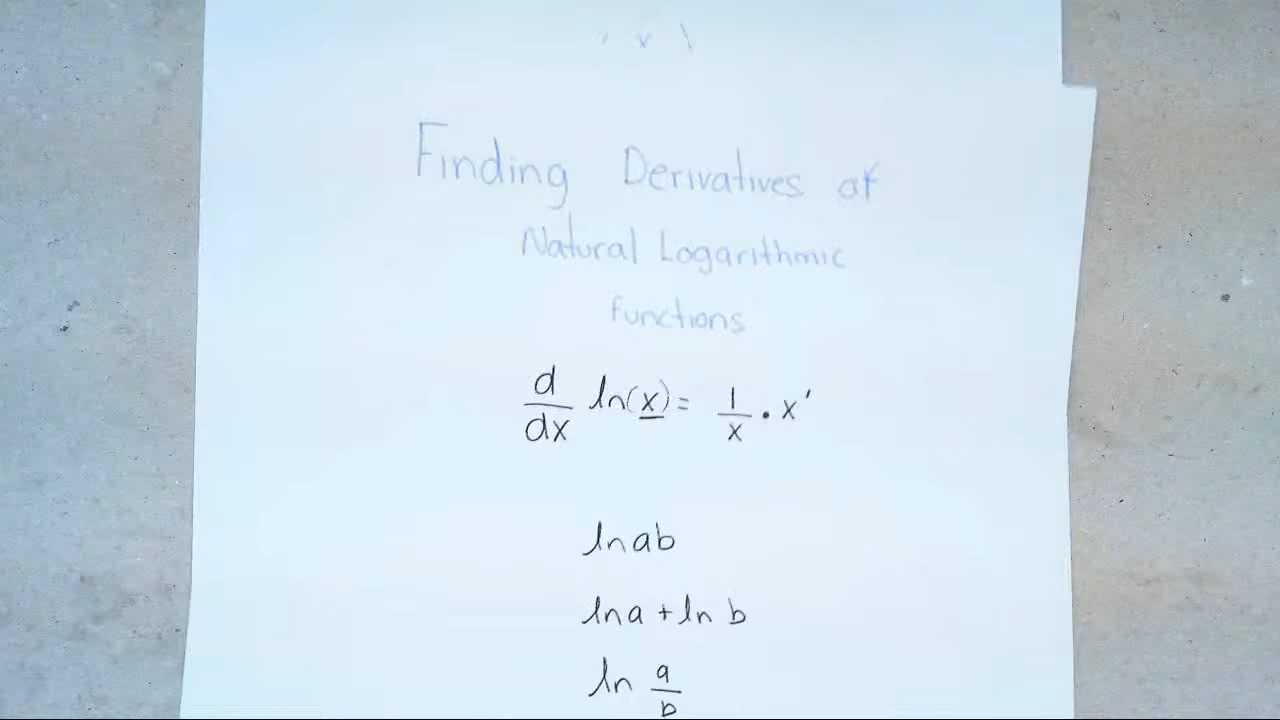 Finding Derivatives of
Natural Logarithmic
functions
d/dx ln(x) = 1/x · x'
ln ab
ln a + ln b
ln a/b